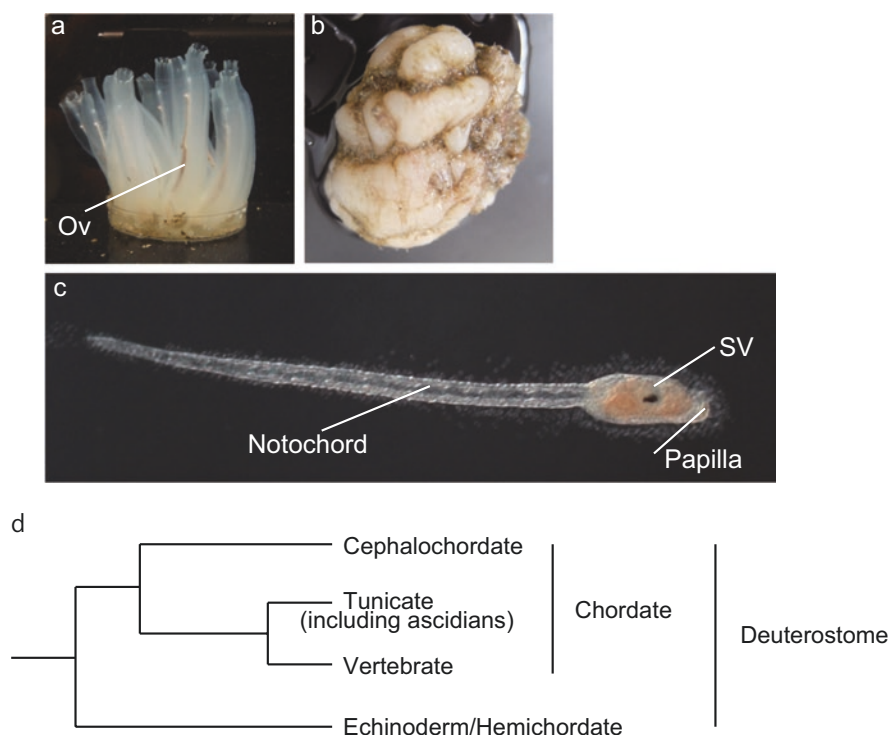 a
b
Ov
c
SV
Notochord
Papilla
d
Cephalochordate
Tunicate
(including ascidians)
Chordate
Vertebrate
Deuterostome
Echinoderm/Hemichordate